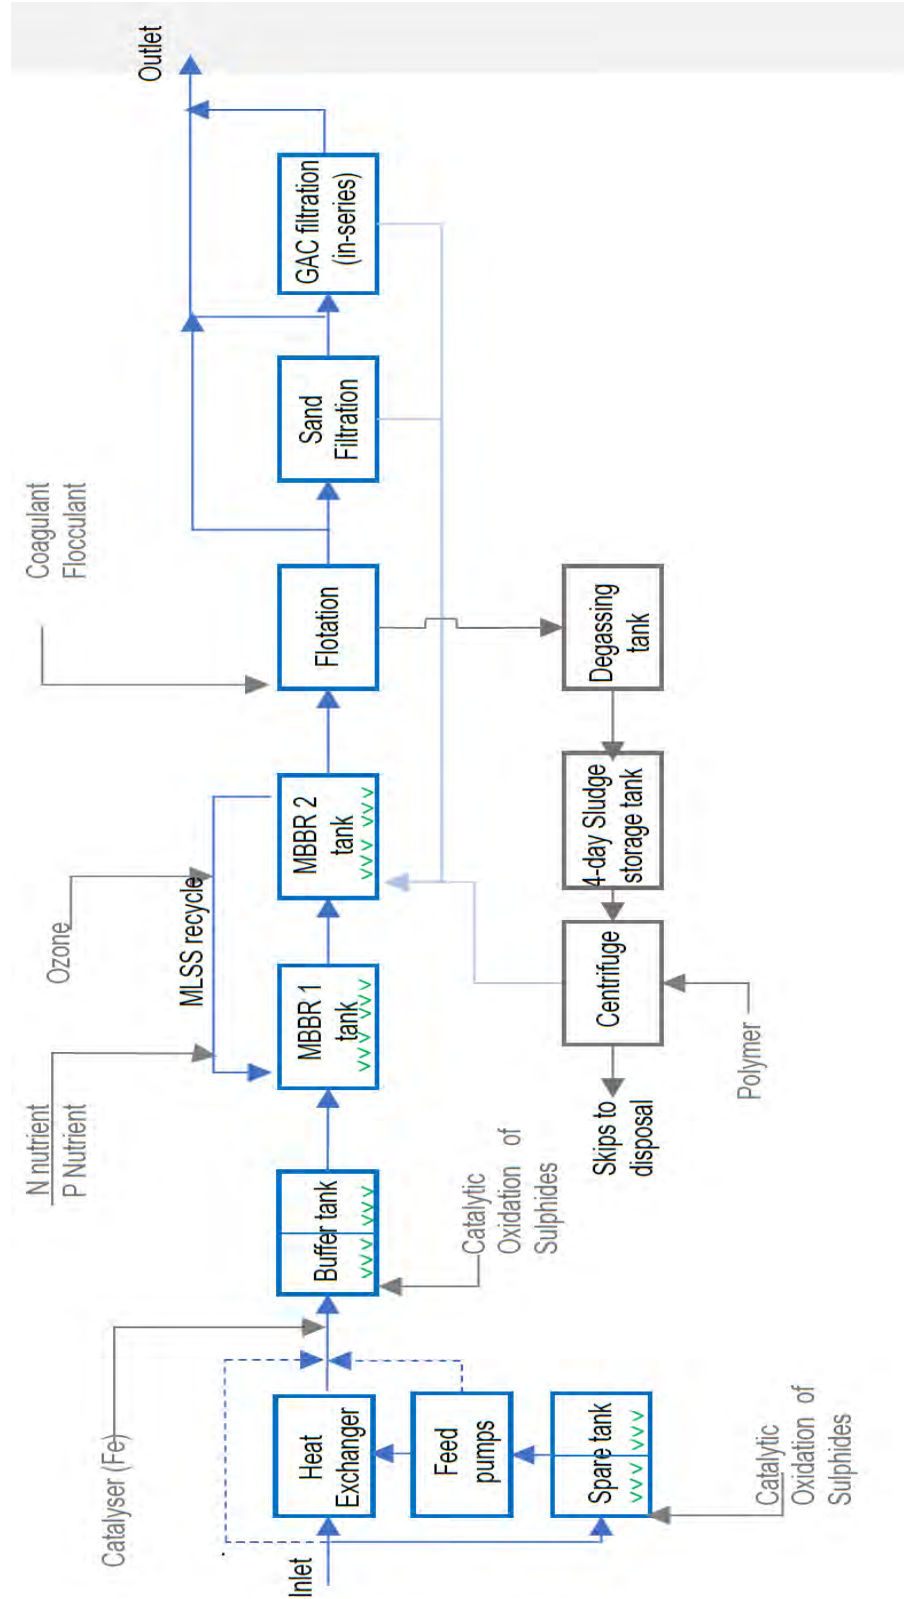 Inlet
Heat
Exchanger
Feed
pumps
Spare tank
Catalytic
Oxidation of
Sulphides
Catalyser (Fe)
Buffer tank
Catalytic
Oxidation of
Sulphides
N nutrient
P Nutrient
Ozone
MLSS recycle
MBBR 1
tank
MBBR 2
tank
Coagulant
Flocculant
Flotation
Sand
Filtration
GAC filtration
(in-series)
Outlet
Degassing
tank
4-day Sludge
storage tank
Centrifuge
Polymer
Skips to
disposal